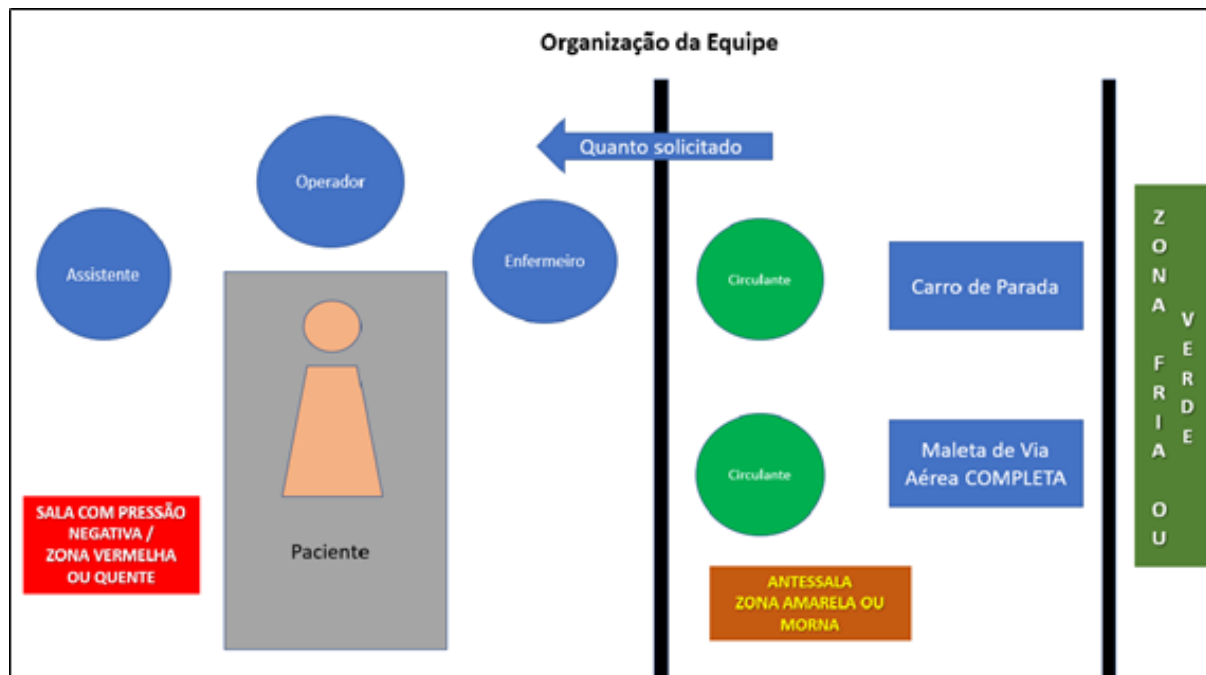 Organização da Equipe
Quanto solicitado
Operador
Assistente
Enfermeiro
Circulante
Carro de Parada
Circulante
Maleta de Via
Aérea COMPLETA
SALA COM PRESSÃO
NEGATIVA /
ZONA VERMELHA
OU QUENTE
Paciente
ANTESSALA
ZONA AMARELA OU
MORNA
ZONA FRIA OU
VERDE